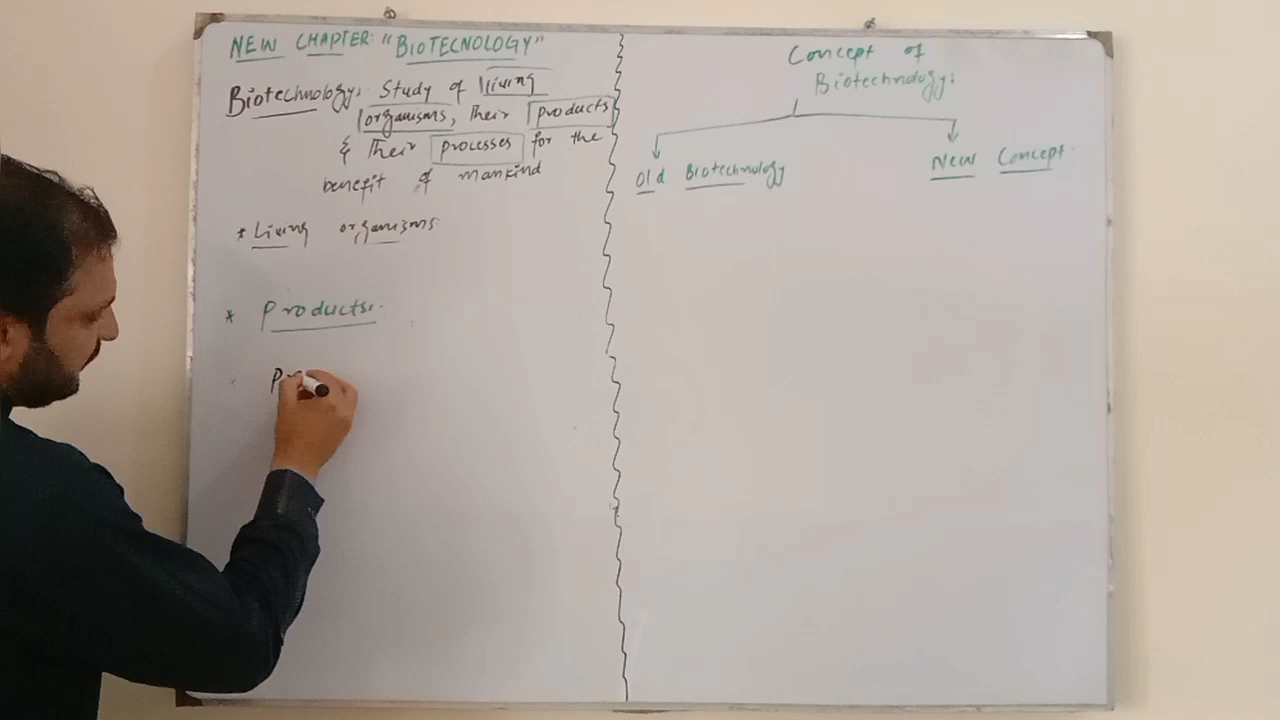 NEW CHAPTER: "BIOTECNOLOGY"
Biotechnology: Study of living
organisms, Their products
& Their processes for the
benefit of mankind
* Living organisms:
* Products:
Pr
Concept of
Biotechnology:
Old Biotechnology
New Concept